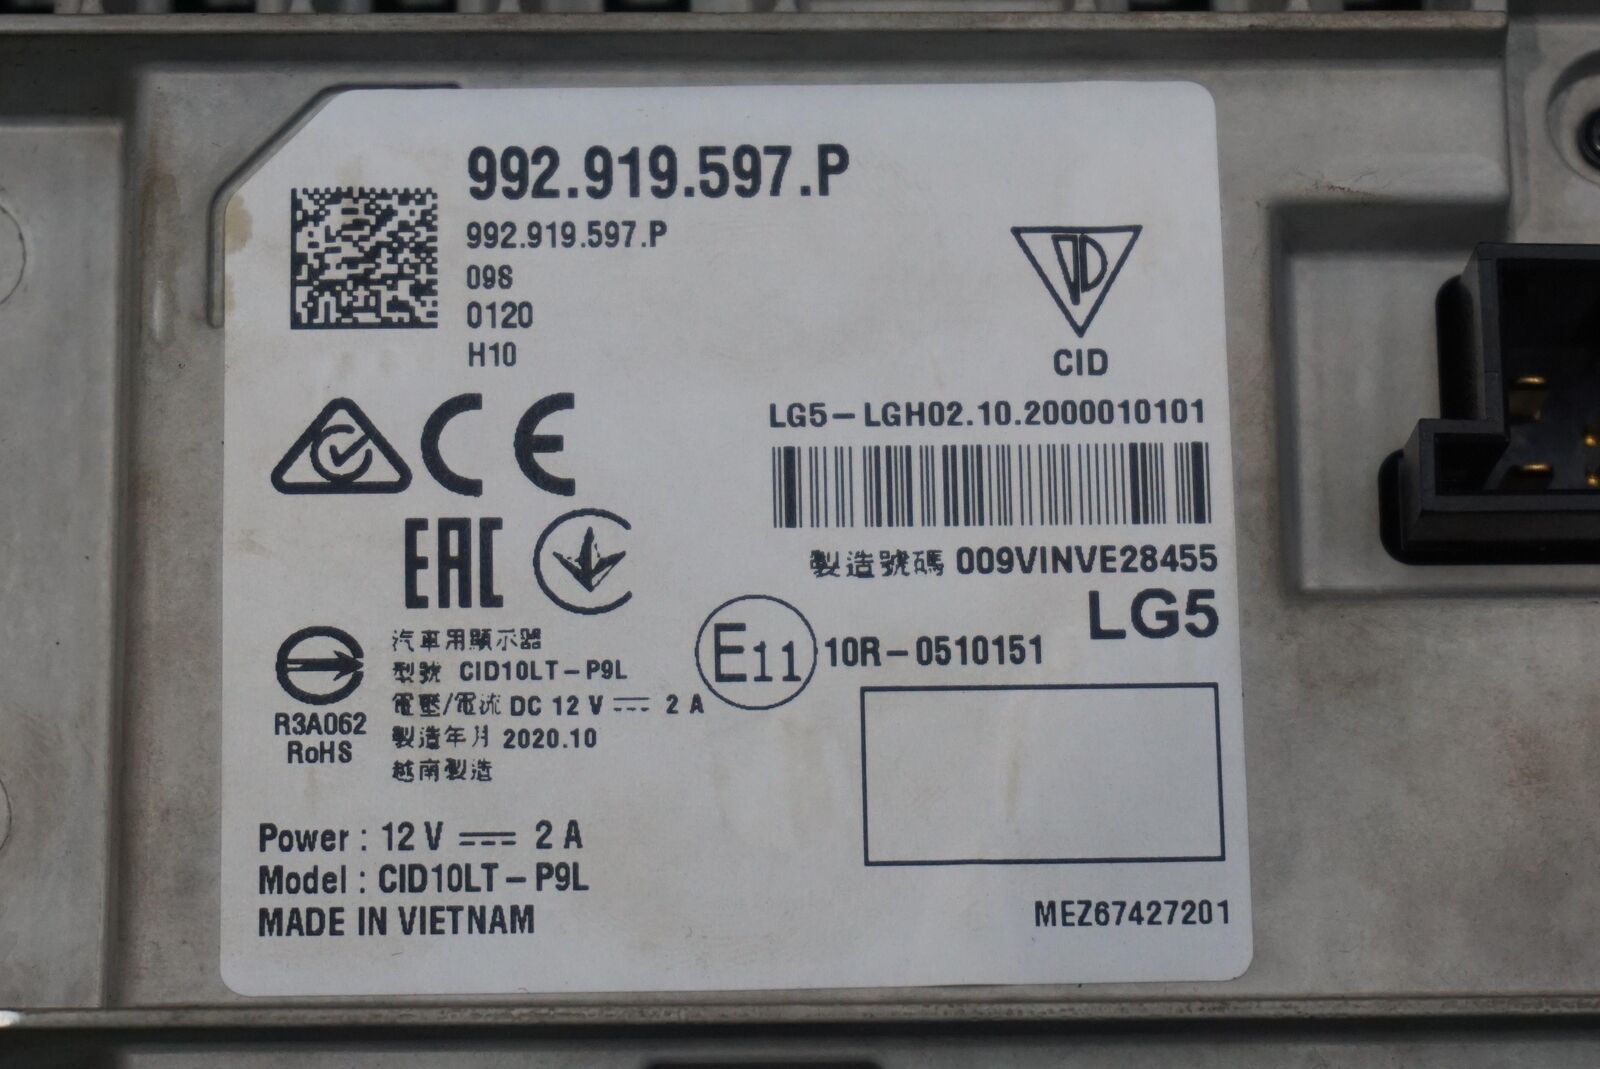 992.919.597.P
992.919.597.P
098
0120
H10
CID
LG5-LGH02.10.2000010101
製造號碼 009VINVE28455
LG5
CE
EAC
E11 10R-0510151
汽車用顯示器
型號 CID10LT-P9L
電壓/電流 DC 12 V ⎓ 2 A
製造年月 2020.10
越南製造
R3A062
RoHS
Power : 12 V ⎓ 2 A
Model : CID10LT-P9L
MADE IN VIETNAM
MEZ67427201